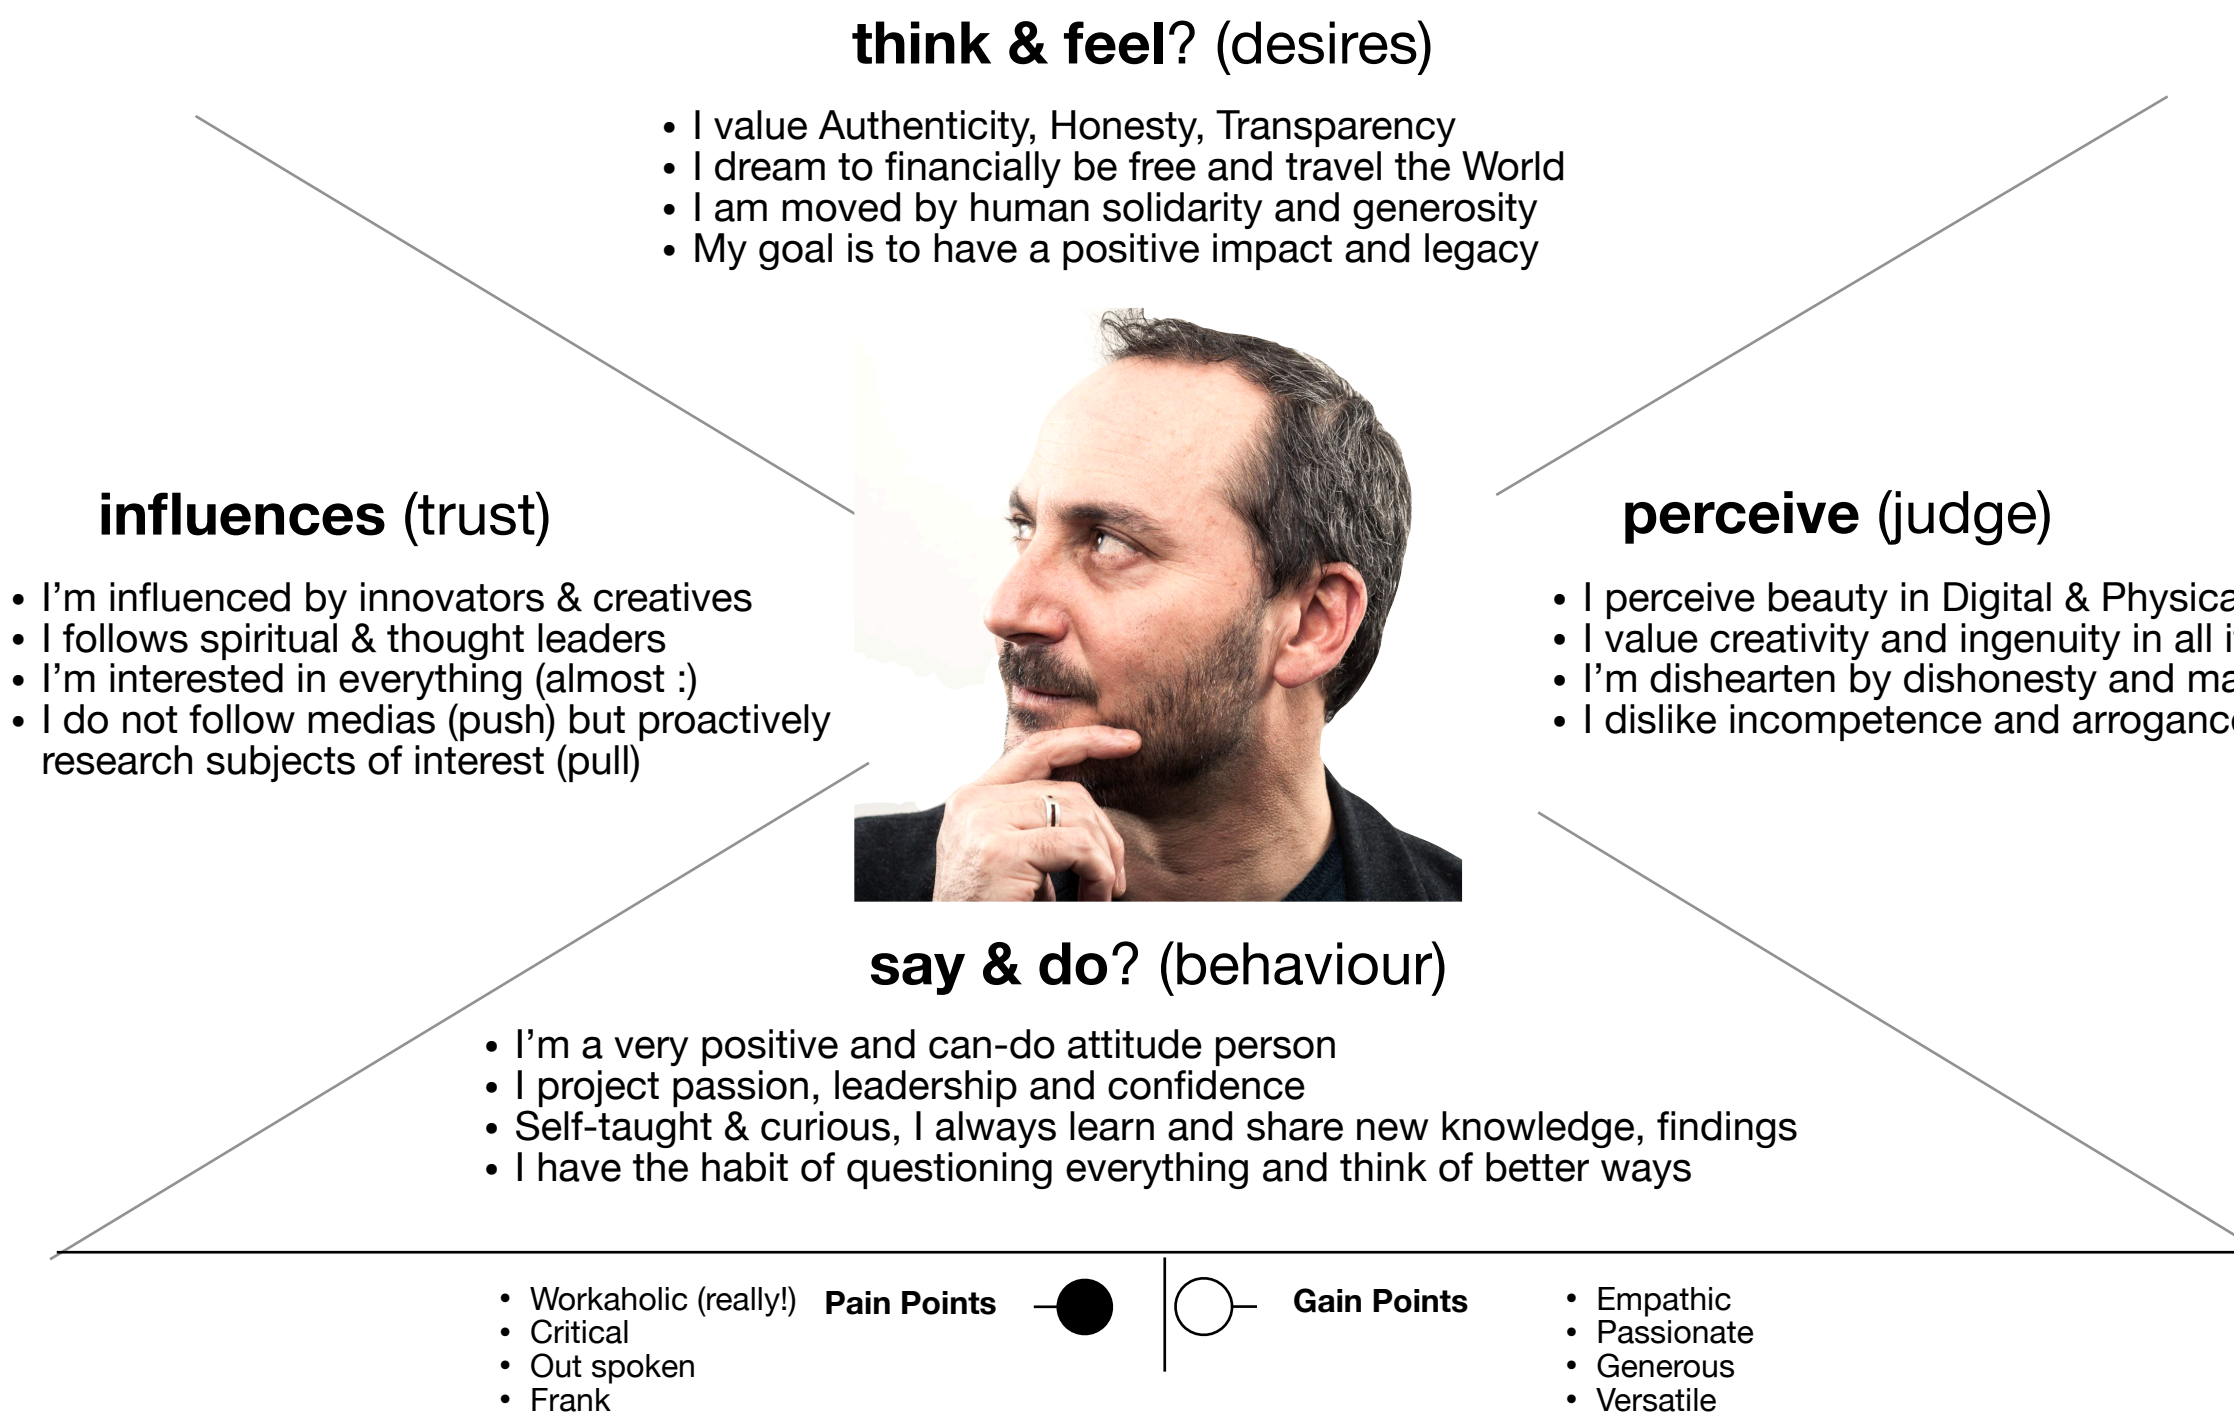 think & feel? (desires)
• I value Authenticity, Honesty, Transparency
• I dream to financially be free and travel the World
• I am moved by human solidarity and generosity
• My goal is to have a positive impact and legacy
influences (trust)
• I’m influenced by innovators & creatives
• I follows spiritual & thought leaders
• I’m interested in everything (almost :)
• I do not follow medias (push) but proactively
research subjects of interest (pull)
perceive (judge)
• I perceive beauty in Digital & Physica
• I value creativity and ingenuity in all i
• I’m dishearten by dishonesty and ma
• I dislike incompetence and arrogance
say & do? (behaviour)
• I’m a very positive and can-do attitude person
• I project passion, leadership and confidence
• Self-taught & curious, I always learn and share new knowledge, findings
• I have the habit of questioning everything and think of better ways
• Workaholic (really!)
• Critical
• Out spoken
• Frank
Pain Points
Gain Points
• Empathic
• Passionate
• Generous
• Versatile